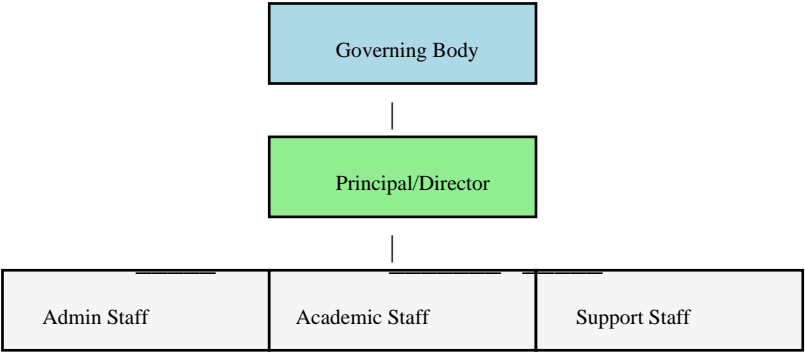 Governing Body
|
Principal/Director
|
Admin Staff Academic Staff Support Staff